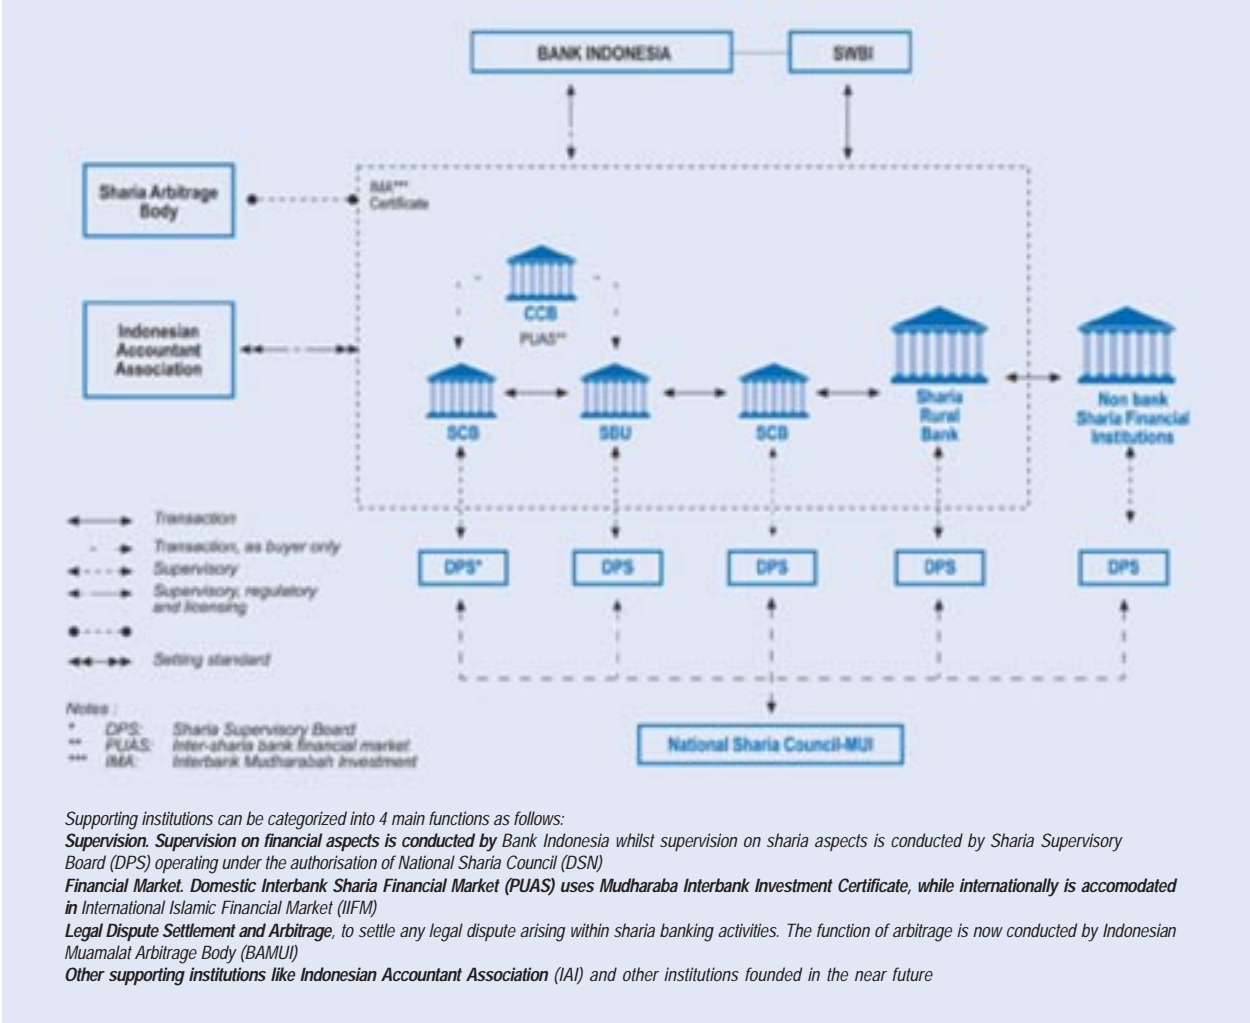 BANK INDONESIA
SWBI
Sharia Arbitrage
Body
IMA***
Certificate
CCB
PUAS**
Indonesian
Accountant
Association
SCB
SBU
SCB
Sharia
Rural
Bank
Non bank
Sharia Financial
Institutions
Transaction
Transaction, as buyer only
Supervisory
Supervisory, regulatory
and licensing
Setting standard
DPS*
DPS
DPS
DPS
DPS
National Sharia Council-MUI
Notes :
* DPS: Sharia Supervisory Board
** PUAS: Inter-sharia bank financial market
*** IMA: Interbank Mudharabah Investment
Supporting institutions can be categorized into 4 main functions as follows:
Supervision. Supervision on financial aspects is conducted by Bank Indonesia whilst supervision on sharia aspects is conducted by Sharia Supervisory
Board (DPS) operating under the authorisation of National Sharia Council (DSN)
Financial Market. Domestic Interbank Sharia Financial Market (PUAS) uses Mudharaba Interbank Investment Certificate, while internationally is accomodated
in International Islamic Financial Market (IIFM)
Legal Dispute Settlement and Arbitrage, to settle any legal dispute arising within sharia banking activities. The function of arbitrage is now conducted by Indonesian
Muamalat Arbitrage Body (BAMUI)
Other supporting institutions like Indonesian Accountant Association (IAI) and other institutions founded in the near future